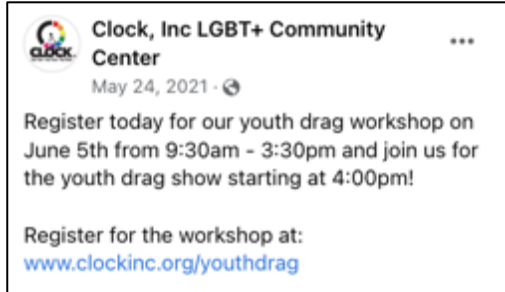 CLOCK
Clock, Inc LGBT+ Community
Center
May 24, 2021 ·
Register today for our youth drag workshop on
June 5th from 9:30am - 3:30pm and join us for
the youth drag show starting at 4:00pm!
Register for the workshop at:
www.clockinc.org/youthdrag